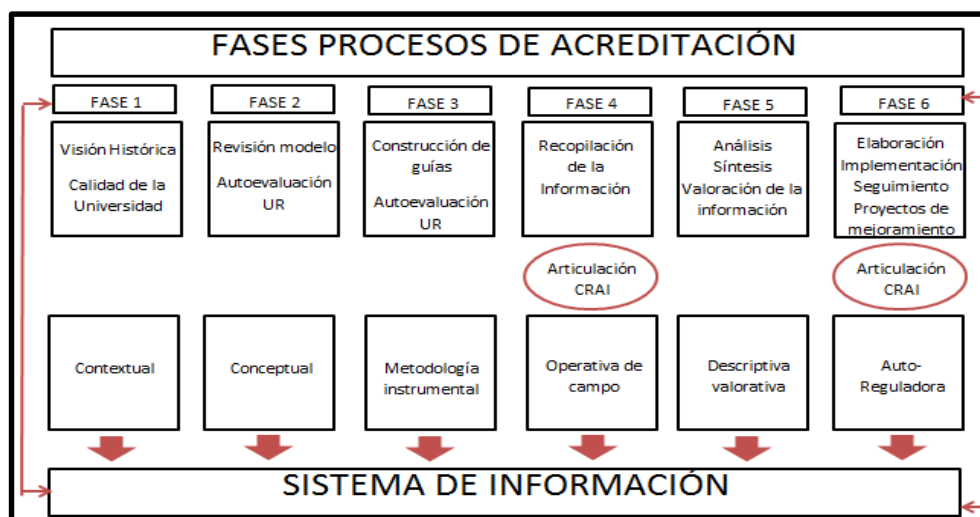 FASES PROCESOS DE ACREDITACIÓN
FASE 1
FASE 2
FASE 3
FASE 4
FASE 5
FASE 6
Visión Histórica
Calidad de la
Universidad
Revisión modelo
Autoevaluación
UR
Construcción de
guías
Autoevaluación
UR
Recopilación
de la
Información
Análisis
Síntesis
Valoración de la
información
Elaboración
Implementación
Seguimiento
Proyectos de
mejoramiento
Articulación
CRAI
Articulación
CRAI
Contextual
Conceptual
Metodología
instrumental
Operativa de
campo
Descriptiva
valorativa
Auto-
Reguladora
SISTEMA DE INFORMACIÓN